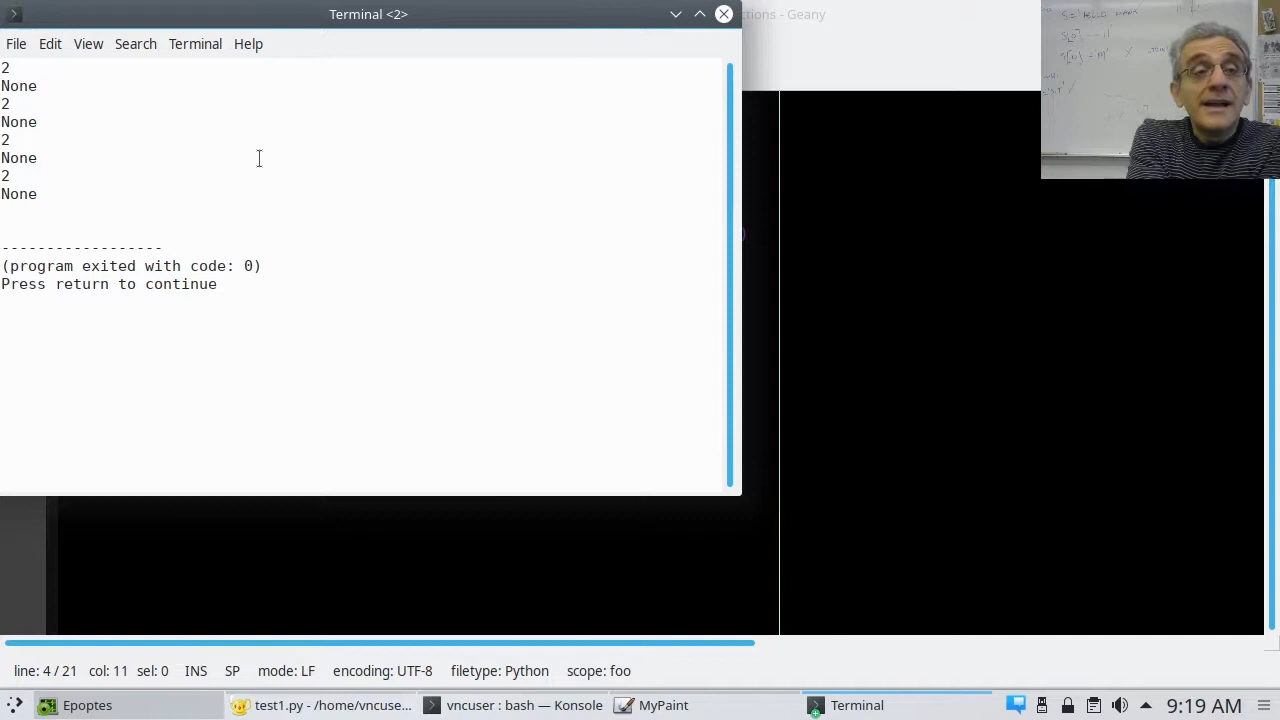 Terminal <2>
ctions - Geany
File Edit View Search Terminal Help
2
None
2
None
2
None
2
None
------------------
(program exited with code: 0)
Press return to continue
)
line: 4 / 21 col: 11 sel: 0 INS SP mode: LF encoding: UTF-8 filetype: Python scope: foo
Epoptes test1.py - /home/vncuse... vncuser : bash — Konsole MyPaint Terminal 9:19 AM